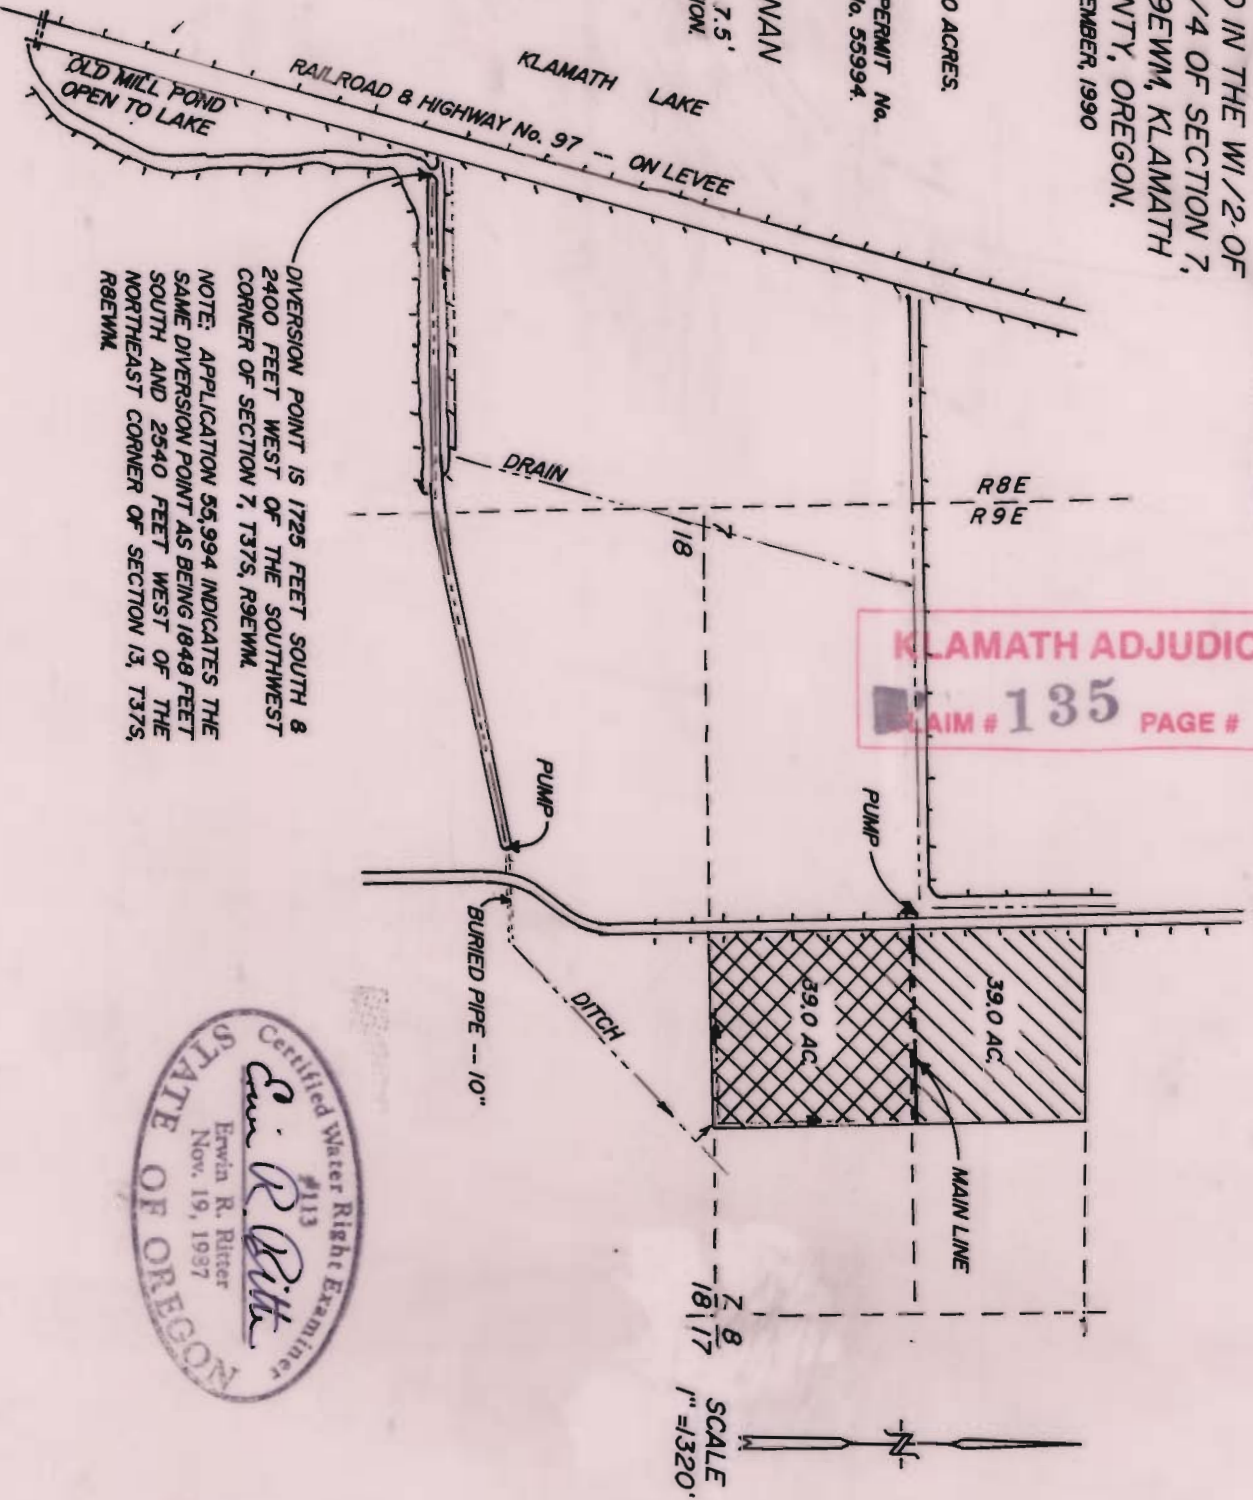 D IN THE W1/2 OF
/4 OF SECTION 7,
9EWM, KLAMATH
NTY, OREGON.
EMBER, 1990
0 ACRES.
PERMIT No.
No. 55994.
NAN
7.5'
ION.
KLAMATH LAKE
RAILROAD & HIGHWAY No. 97 -- ON LEVEE
OLD MILL POND
OPEN TO LAKE
DRAIN
R8E
R9E
7
18
KLAMATH ADJUDIC
CLAIM # 135 PAGE #
PUMP
PUMP
BURIED PIPE -- 10"
DITCH
39.0 AC.
39.0 AC.
MAIN LINE
7 8
18 17
SCALE
1" =1320'
DIVERSION POINT IS 1725 FEET SOUTH &
2400 FEET WEST OF THE SOUTHWEST
CORNER OF SECTION 7, T37S, R9EWM.
NOTE: APPLICATION 55,994 INDICATES THE
SAME DIVERSION POINT AS BEING 1848 FEET
SOUTH AND 2540 FEET WEST OF THE
NORTHEAST CORNER OF SECTION 13, T37S,
R8EWM.
Certified Water Right Examiner
#113
Erwin R. Ritter
Erwin R. Ritter
Nov. 19, 1987
STATE OF OREGON